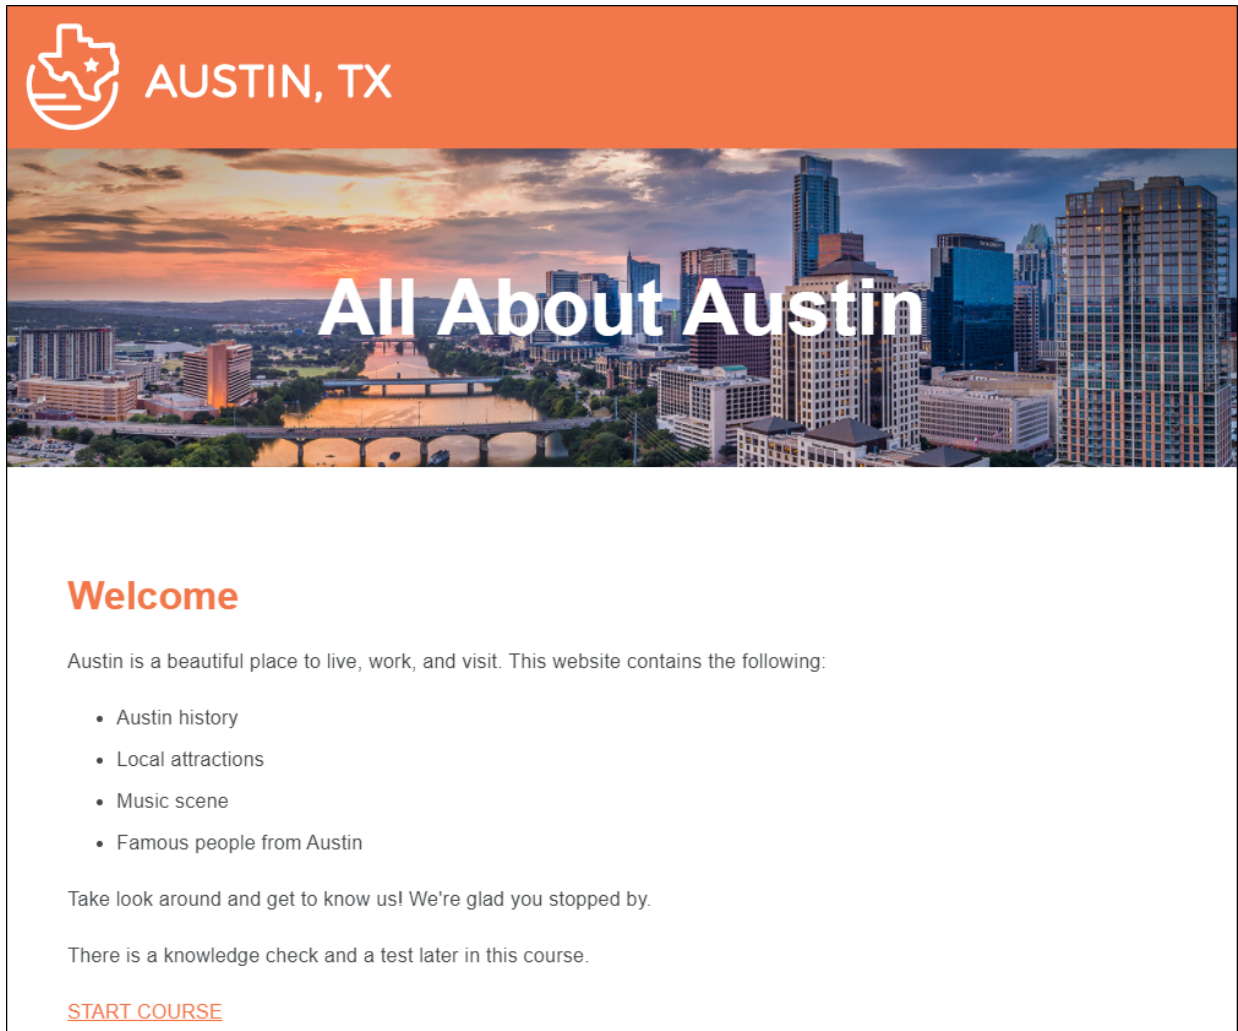 AUSTIN, TX
All About Austin
Welcome
Austin is a beautiful place to live, work, and visit. This website contains the following:
• Austin history
• Local attractions
• Music scene
• Famous people from Austin
Take look around and get to know us! We're glad you stopped by.
There is a knowledge check and a test later in this course.
START COURSE